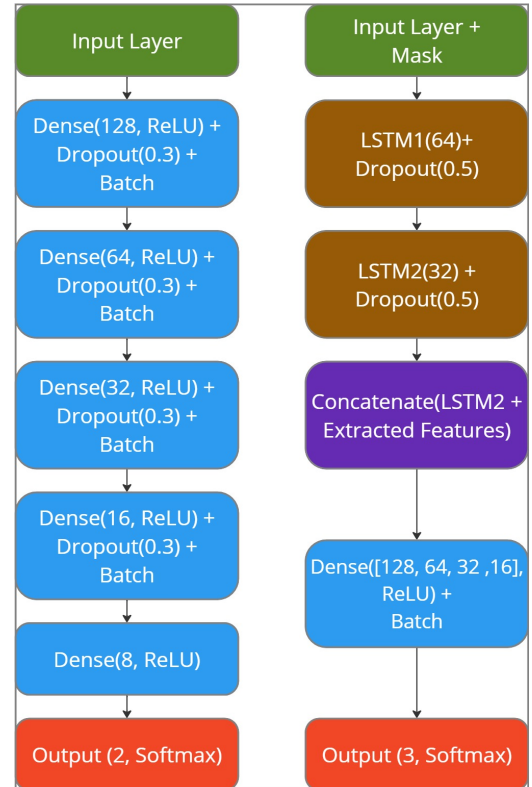 Input Layer
Dense(128, ReLU) +
Dropout(0.3) +
Batch
Dense(64, ReLU) +
Dropout(0.3) +
Batch
Dense(32, ReLU) +
Dropout(0.3) +
Batch
Dense(16, ReLU) +
Dropout(0.3) +
Batch
Dense(8, ReLU)
Output (2, Softmax)
Input Layer +
Mask
LSTM1(64)+
Dropout(0.5)
LSTM2(32) +
Dropout(0.5)
Concatenate(LSTM2 +
Extracted Features)
Dense([128, 64, 32 ,16],
ReLU) +
Batch
Output (3, Softmax)